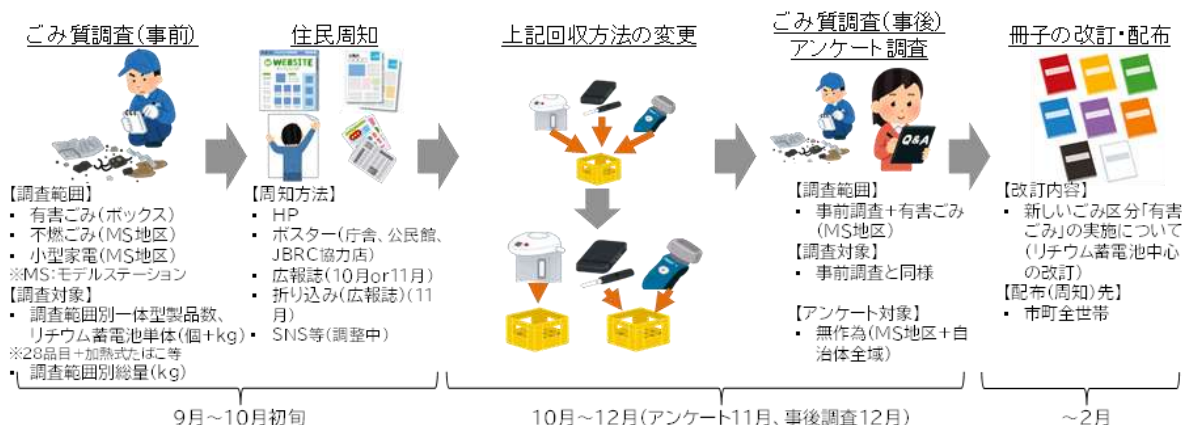 ごみ質調査(事前)
WEBSITE
【調査範囲】
▪ 有害ごみ(ボックス)
▪ 不燃ごみ(MS地区)
▪ 小型家電(MS地区)
※MS:モデルステーション
【調査対象】
▪ 調査範囲別一体型製品数、
リチウム蓄電池単体(個+kg)
※28品目+加熱式たばこ等
▪ 調査範囲別総量(kg)
住民周知
【周知方法】
▪ HP
▪ ポスター(庁舎、公民館、
JBRC協力店)
▪ 広報誌(10月or11月)
▪ 折り込み(広報誌)(11
月)
▪ SNS等(調整中)
9月~10月初旬
上記回収方法の変更
ごみ質調査(事後)
アンケート調査
Q&A
【調査範囲】
▪ 事前調査+有害ごみ
(MS地区)
【調査対象】
▪ 事前調査と同様
【アンケート対象】
▪ 無作為(MS地区+自
治体全域)
10月~12月(アンケート11月、事後調査12月)
冊子の改訂・配布
【改訂内容】
▪ 新しいごみ区分「有害
ごみ」の実施について
(リチウム蓄電池中心
の改訂)
【配布(周知)先】
▪ 市町全世帯
~2月